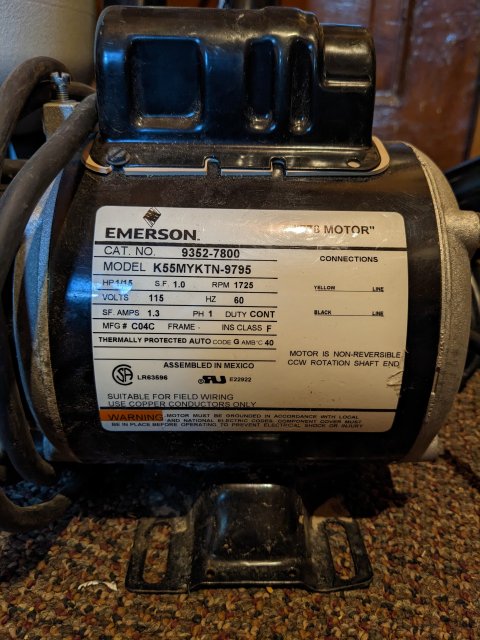 EMERSON
CAT. NO. 9352-7800
MODEL K55MYKTN-9795
HP 1/15 S.F. 1.0 RPM 1725
VOLTS 115 HZ 60
SF. AMPS 1.3 PH 1 DUTY CONT
MFG # C04C FRAME INS CLASS F
THERMALLY PROTECTED AUTO CODE G AMB°C 40
ASSEMBLED IN MEXICO
LR63596 E22922
SUITABLE FOR FIELD WIRING
USE COPPER CONDUCTORS ONLY
MOTOR"
CONNECTIONS
YELLOW LINE
BLACK LINE
MOTOR IS NON-REVERSIBLE
CCW ROTATION SHAFT END
WARNING MOTOR MUST BE GROUNDED IN ACCORDANCE WITH LOCAL
AND NATIONAL ELECTRIC CODES. COMPONENT COVER MUST
BE IN PLACE BEFORE OPERATING TO PREVENT ELECTRICAL SHOCK OR INJURY